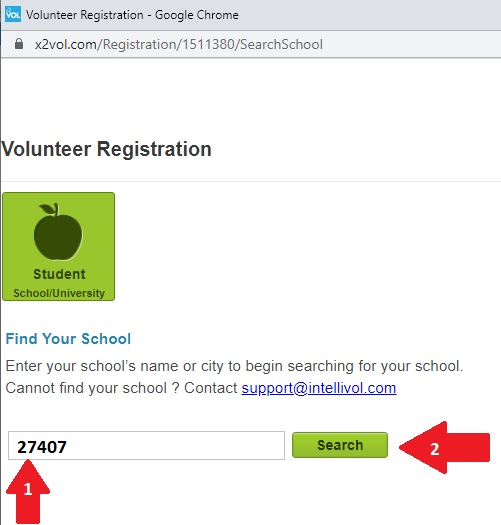 VOL Volunteer Registration - Google Chrome
x2vol.com/Registration/1511380/SearchSchool
Volunteer Registration
Student
School/University
Find Your School
Enter your school's name or city to begin searching for your school.
Cannot find your school ? Contact support@intellivol.com
27407 Search 2
1